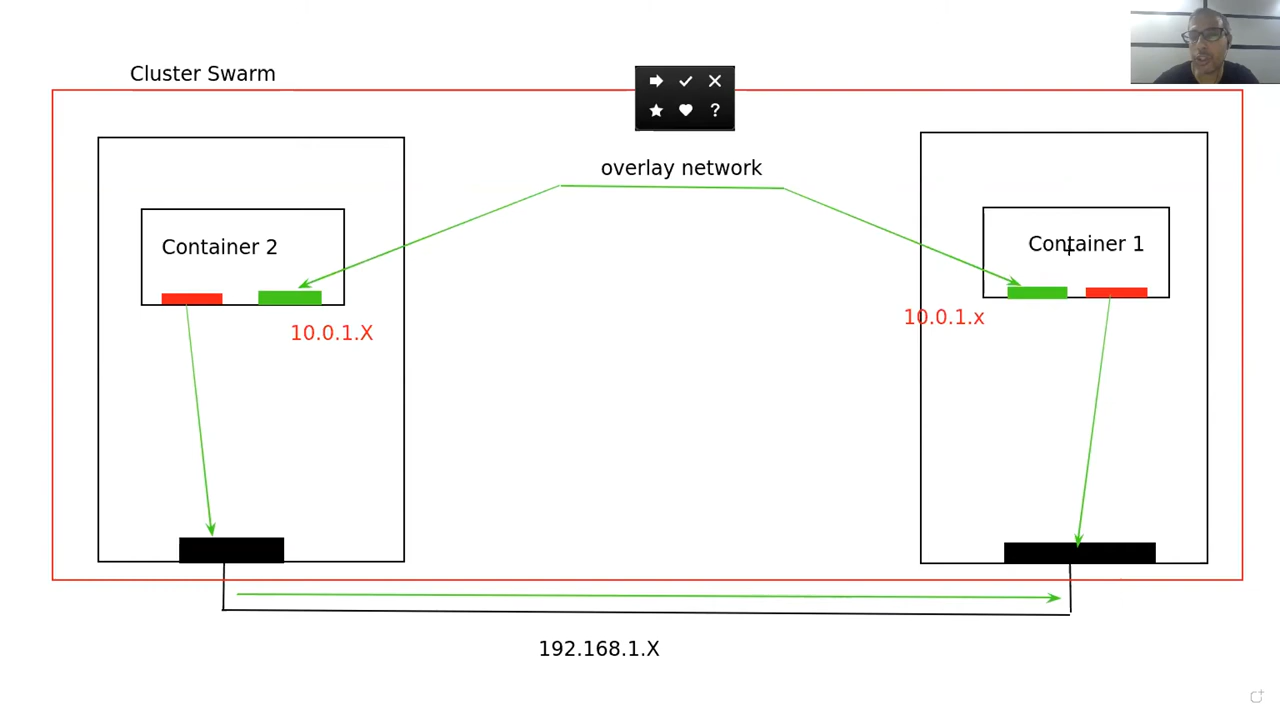 Cluster Swarm
overlay network
Container 2
Container 1
10.0.1.X
10.0.1.x
192.168.1.X